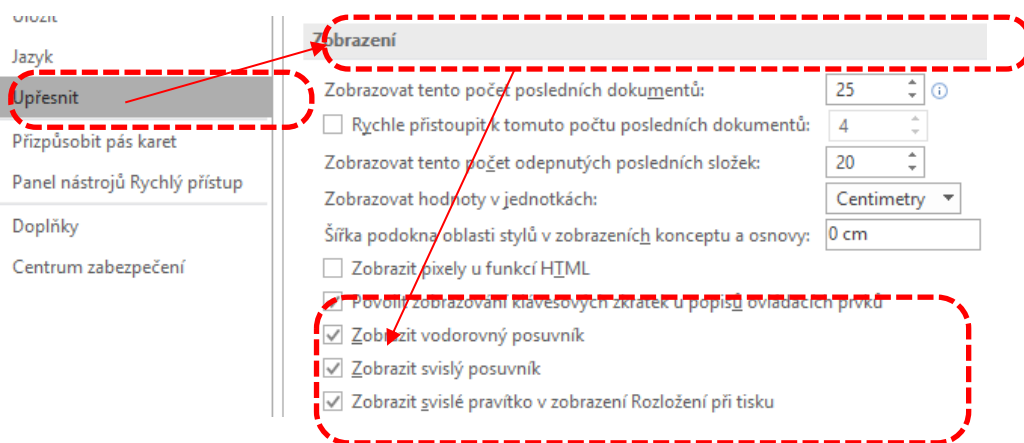 Uložit
Jazyk
Upřesnit
Přizpůsobit pás karet
Panel nástrojů Rychlý přístup
Doplňky
Centrum zabezpečení
Zobrazení
Zobrazovat tento počet posledních dokumentů: 25
Rychle přistoupit k tomuto počtu posledních dokumentů: 4
Zobrazovat tento počet odepnutých posledních složek: 20
Zobrazovat hodnoty v jednotkách: Centimetry
Šířka podokna oblasti stylů v zobrazeních konceptu a osnovy: 0 cm
Zobrazit pixely u funkcí HTML
Povolit zobrazování klávesových zkratek u popisů ovládacích prvků
Zobrazit vodorovný posuvník
Zobrazit svislý posuvník
Zobrazit svislé pravítko v zobrazení Rozložení při tisku